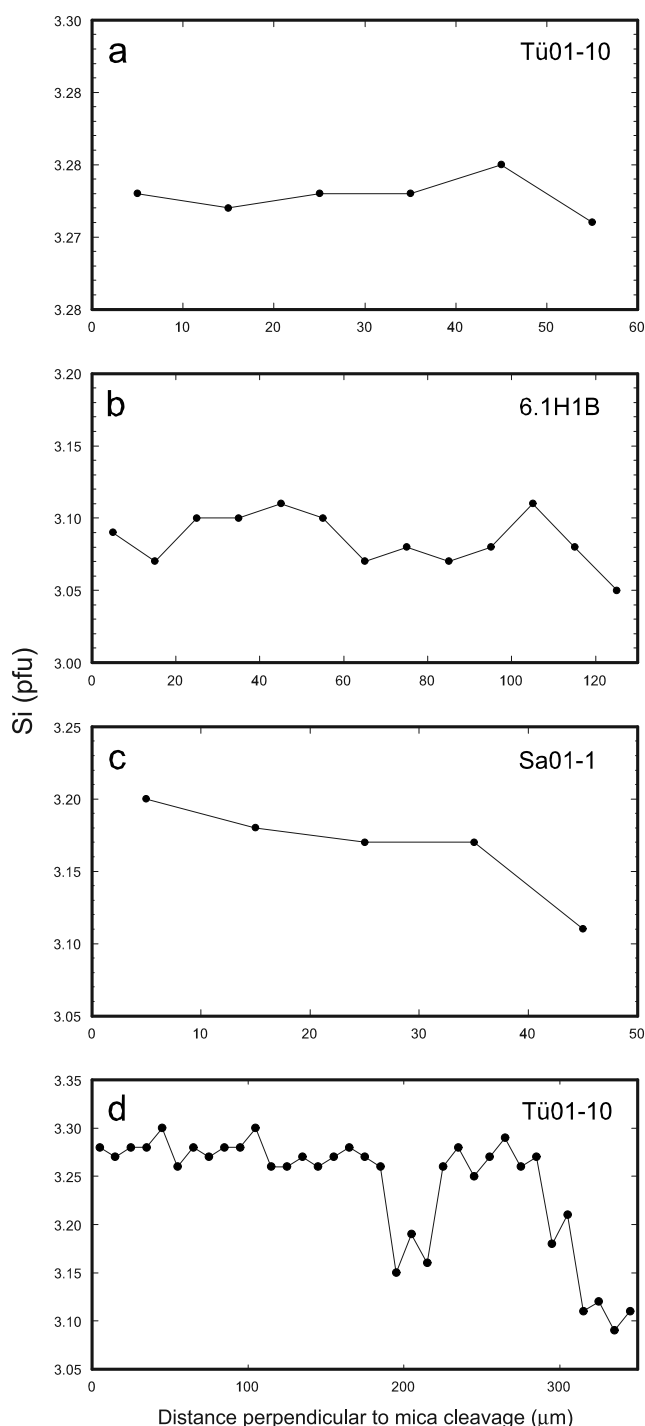 a Tü01-10
3.30
3.28
3.28
3.27
3.28
0 10 20 30 40 50 60
b 6.1H1B
3.20
3.15
3.10
3.05
3.00
0 20 40 60 80 100 120
Si (pfu)
c Sa01-1
3.25
3.20
3.15
3.10
3.05
0 10 20 30 40 50
d Tü01-10
3.35
3.30
3.25
3.20
3.15
3.10
3.05
0 100 200 300
Distance perpendicular to mica cleavage (μm)